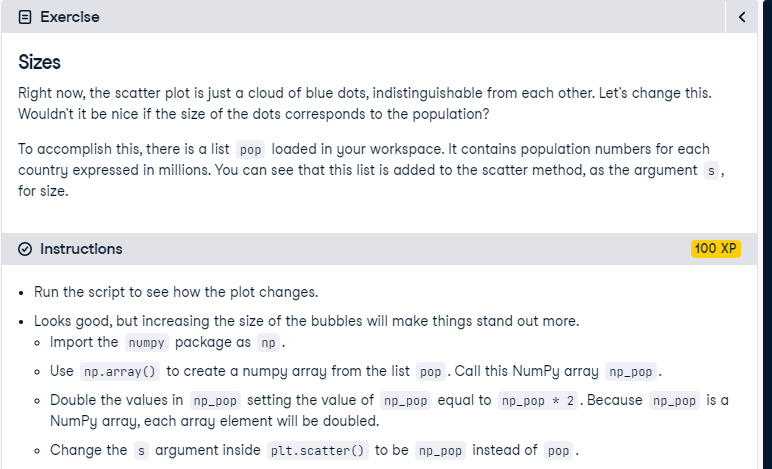 Exercise
Sizes
Right now, the scatter plot is just a cloud of blue dots, indistinguishable from each other. Let's change this.
Wouldn't it be nice if the size of the dots corresponds to the population?
To accomplish this, there is a list pop loaded in your workspace. It contains population numbers for each
country expressed in millions. You can see that this list is added to the scatter method, as the argument s ,
for size.
Instructions 100 XP
• Run the script to see how the plot changes.
• Looks good, but increasing the size of the bubbles will make things stand out more.
◦ Import the numpy package as np .
◦ Use np.array() to create a numpy array from the list pop . Call this NumPy array np_pop .
◦ Double the values in np_pop setting the value of np_pop equal to np_pop * 2 . Because np_pop is a
NumPy array, each array element will be doubled.
◦ Change the s argument inside plt.scatter() to be np_pop instead of pop .